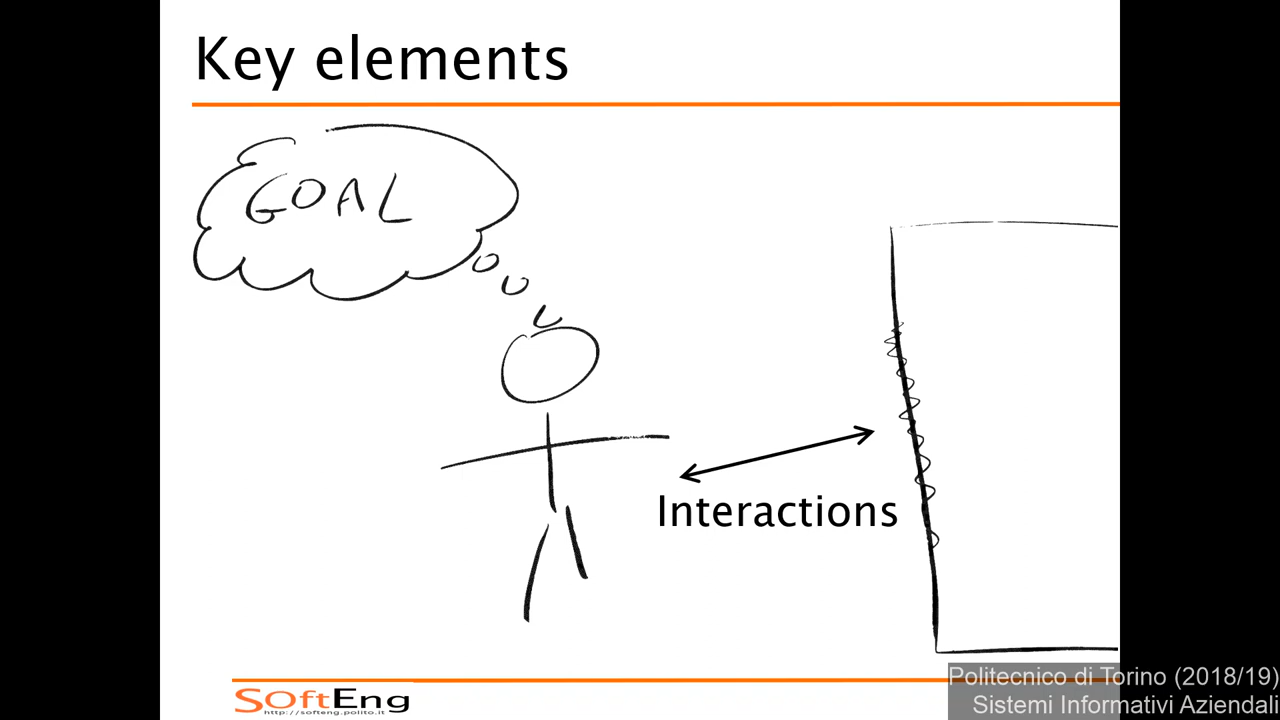 Key elements
GOAL
Interactions
SoftEng
http://softeng.polito.it
Politecnico di Torino (2018/19)
Sistemi Informativi Aziendali